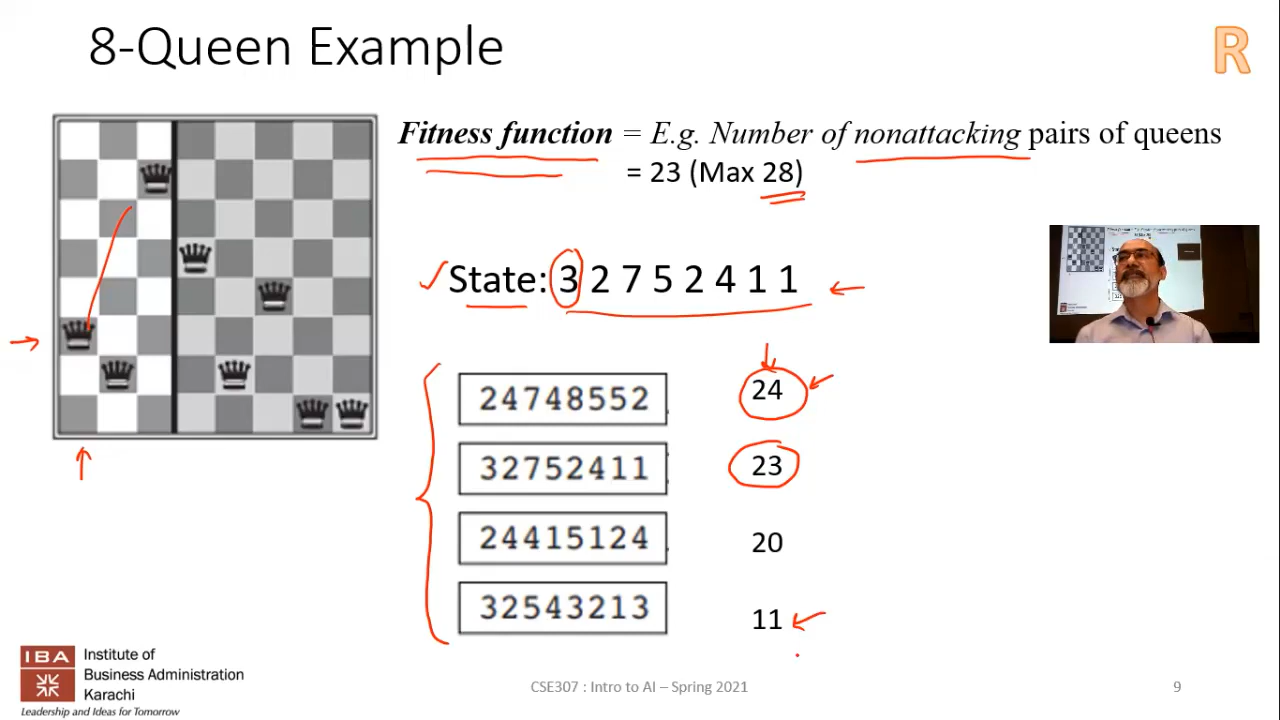 8-Queen Example
R
Fitness function = E.g. Number of nonattacking pairs of queens
= 23 (Max 28)
State: 3 2 7 5 2 4 1 1
24748552 24
32752411 23
24415124 20
32543213 11
IBA
Institute of
Business Administration
Karachi
Leadership and Ideas for Tomorrow
CSE307 : Intro to AI – Spring 2021
9